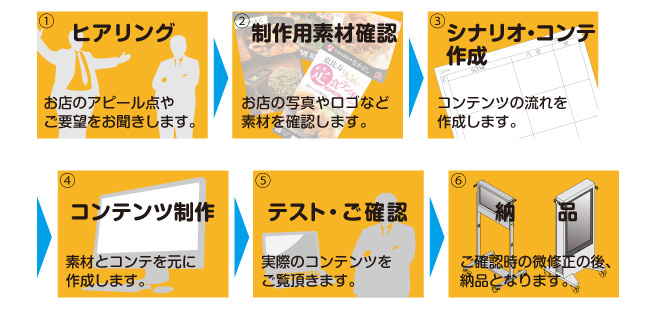 ① ヒアリング
お店のアピール点や
ご要望をお聞きします。
② 制作用素材確認
お店の写真やロゴなど
素材を確認します。
③ シナリオ・コンテ
作成
コンテンツの流れを
作成します。
④ コンテンツ制作
素材とコンテを元に
作成します。
⑤ テスト・ご確認
実際のコンテンツを
ご覧頂きます。
⑥ 納 品
ご確認時の微修正の後、
納品となります。